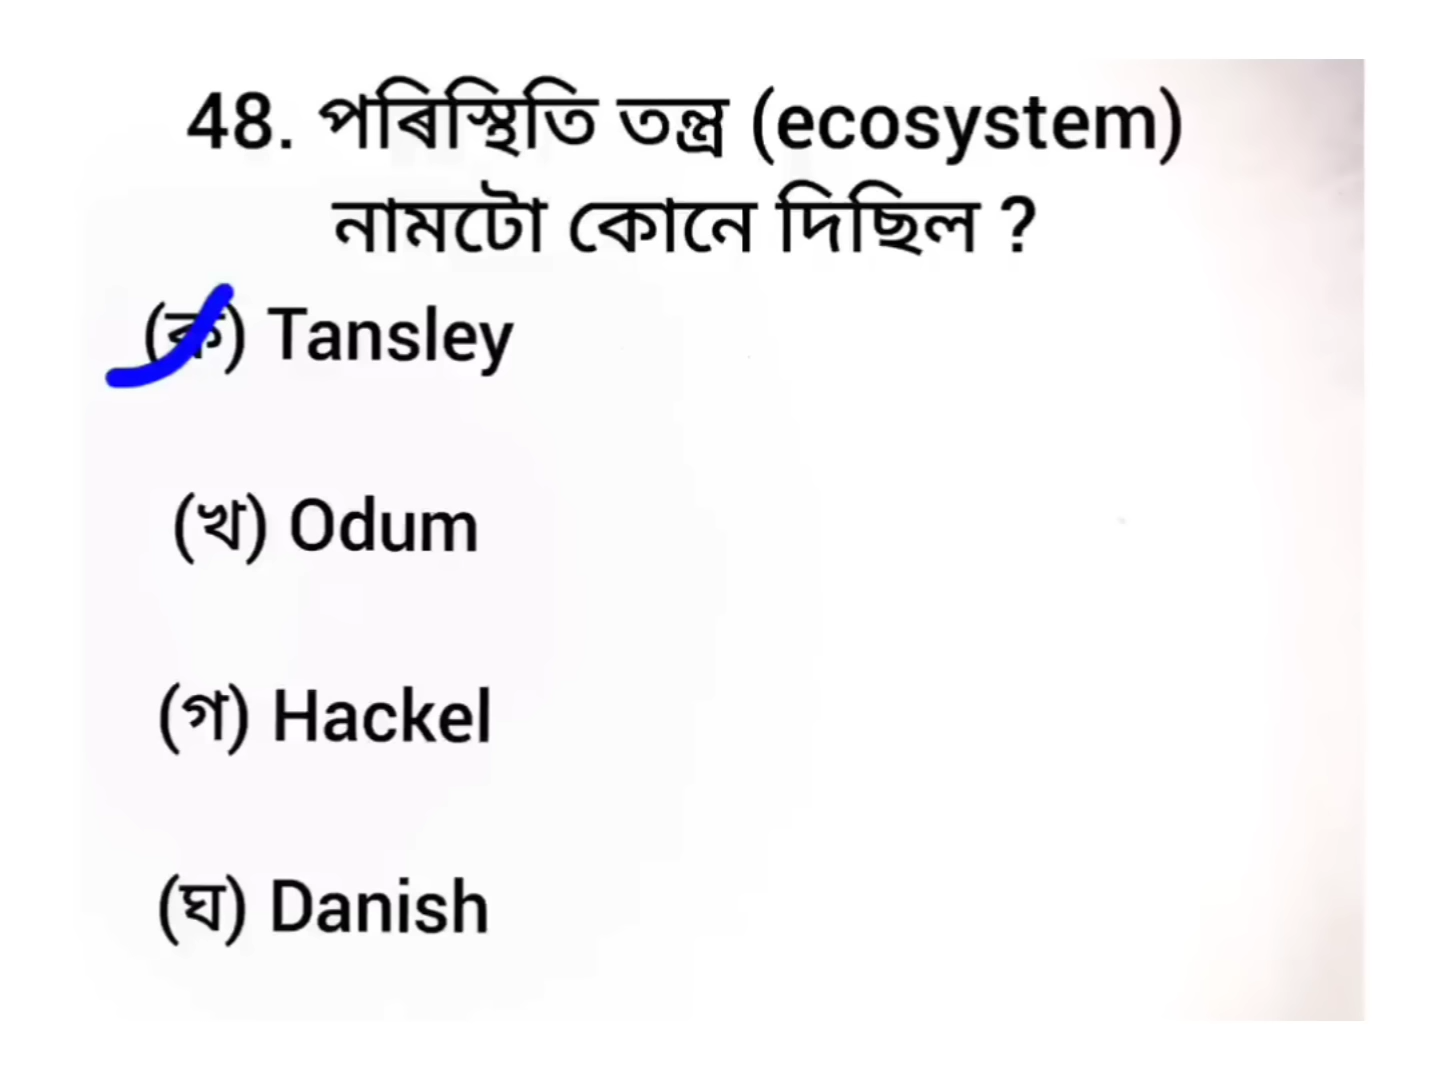 48. পৰিস্থিতি তন্ত্ৰ (ecosystem)
নামটো কোনে দিছিল ?
(ক) Tansley
(খ) Odum
(গ) Hackel
(ঘ) Danish